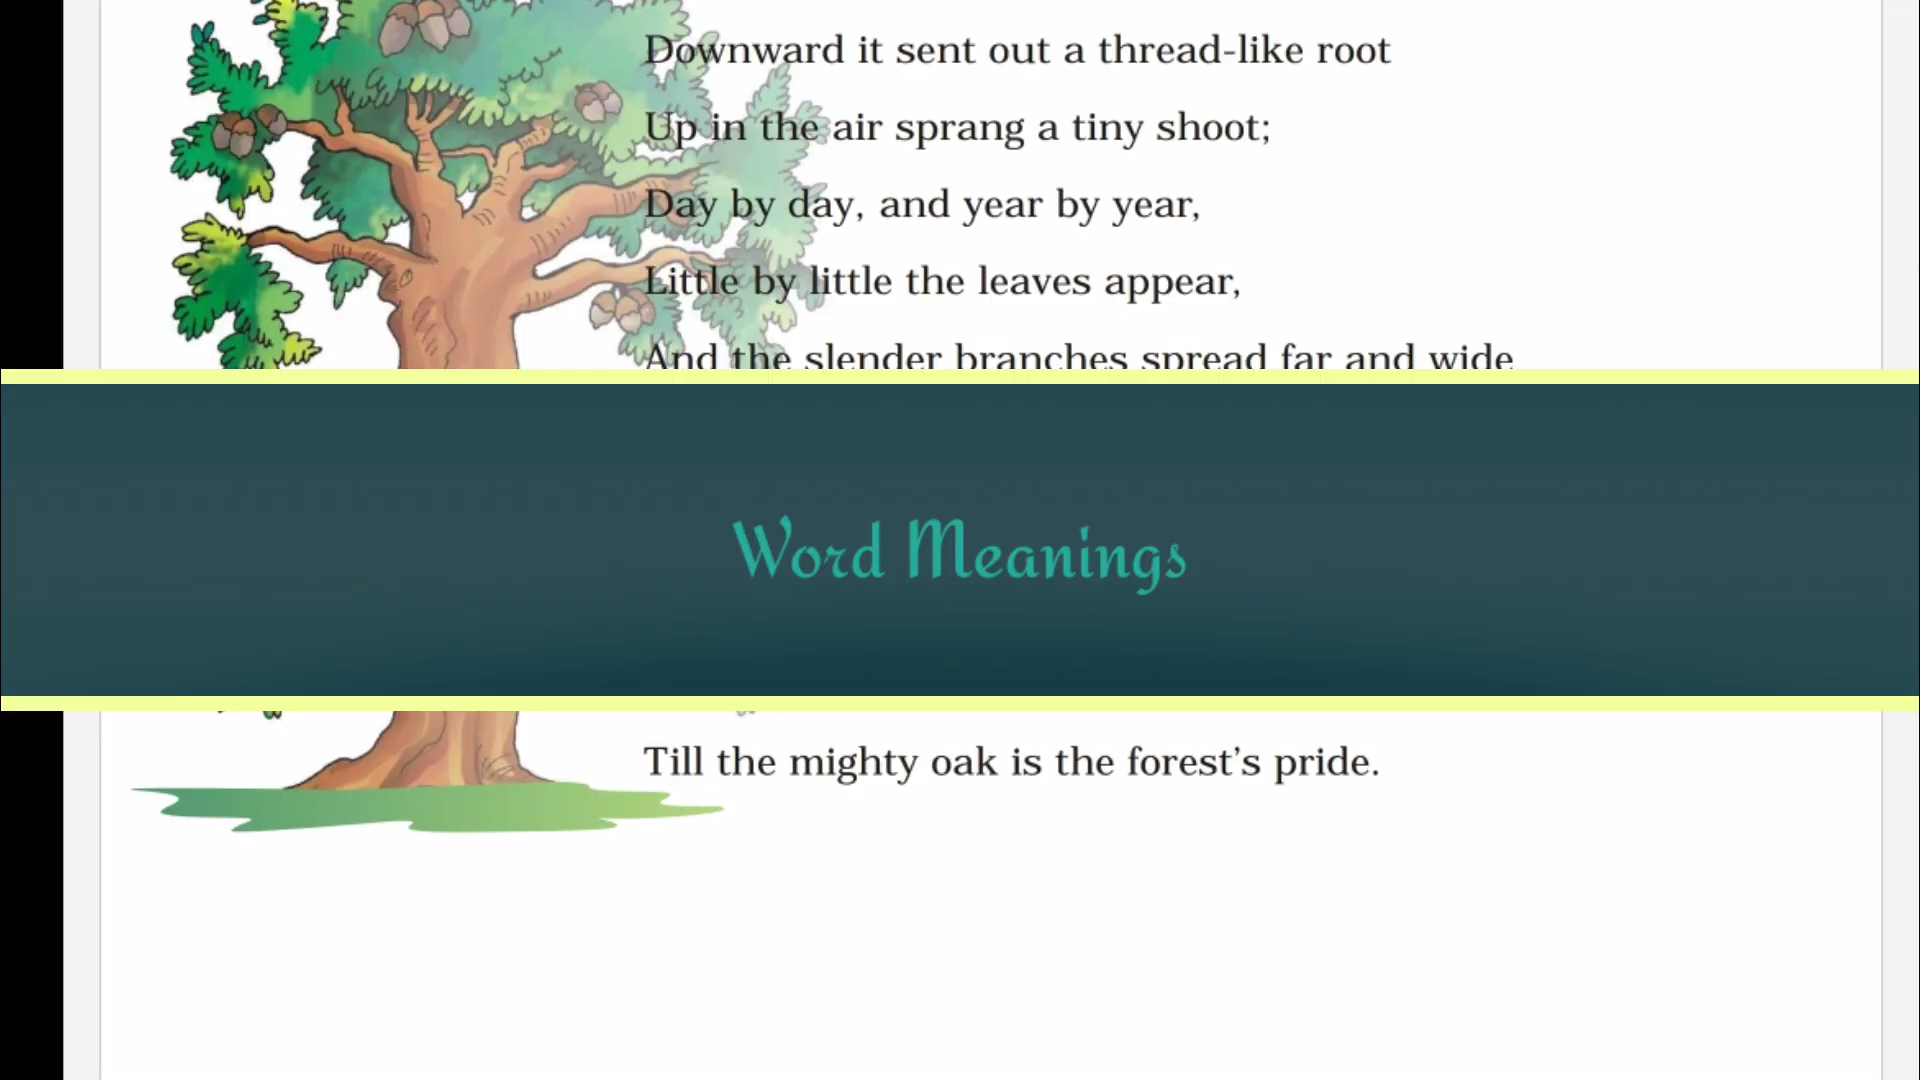 Downward it sent out a thread-like root
Up in the air sprang a tiny shoot;
Day by day, and year by year,
Little by little the leaves appear,
And the slender branches spread far and wide
Word Meanings
Till the mighty oak is the forest’s pride.